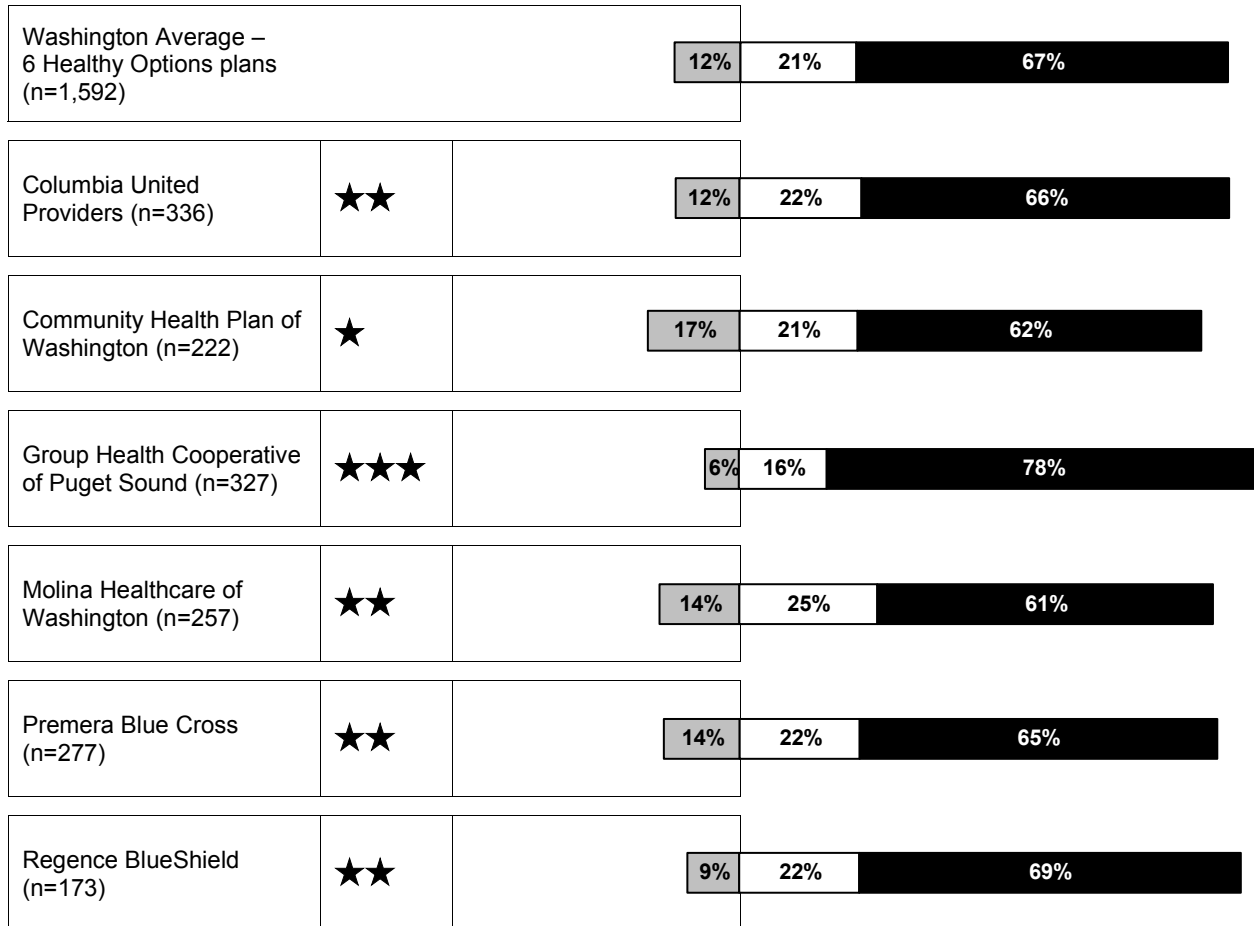 Washington Average –
6 Healthy Options plans
(n=1,592)
12% 21% 67%
Columbia United
Providers (n=336)
★★
12% 22% 66%
Community Health Plan of
Washington (n=222)
★
17% 21% 62%
Group Health Cooperative
of Puget Sound (n=327)
★★★
6% 16% 78%
Molina Healthcare of
Washington (n=257)
★★
14% 25% 61%
Premera Blue Cross
(n=277)
★★
14% 22% 65%
Regence BlueShield
(n=173)
★★
9% 22% 69%